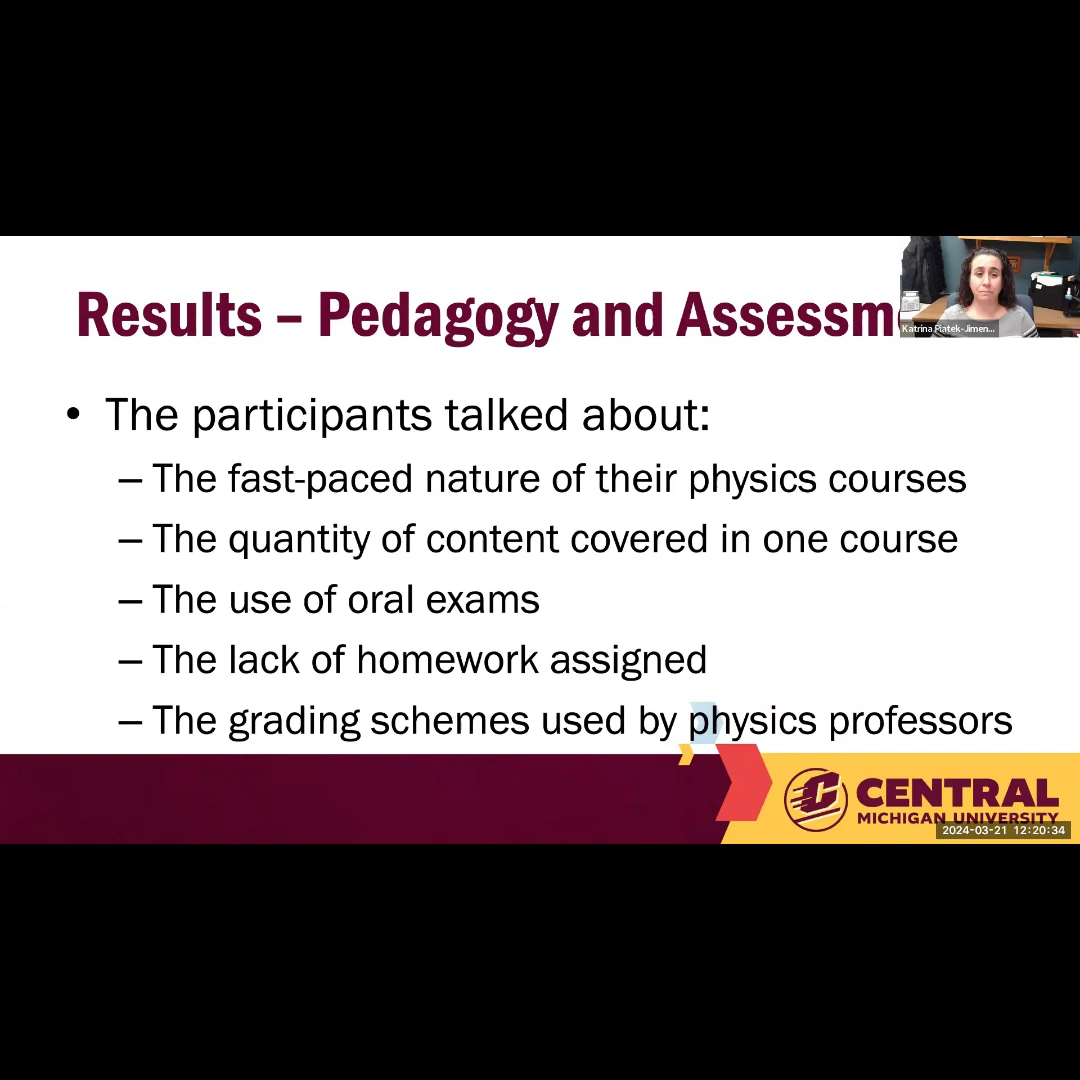 Results – Pedagogy and Assessm
Katrina Piatek-Jimen...
• The participants talked about:
– The fast-paced nature of their physics courses
– The quantity of content covered in one course
– The use of oral exams
– The lack of homework assigned
– The grading schemes used by physics professors
C
CENTRAL
MICHIGAN UNIVERSITY
2024-03-21 12:20:34